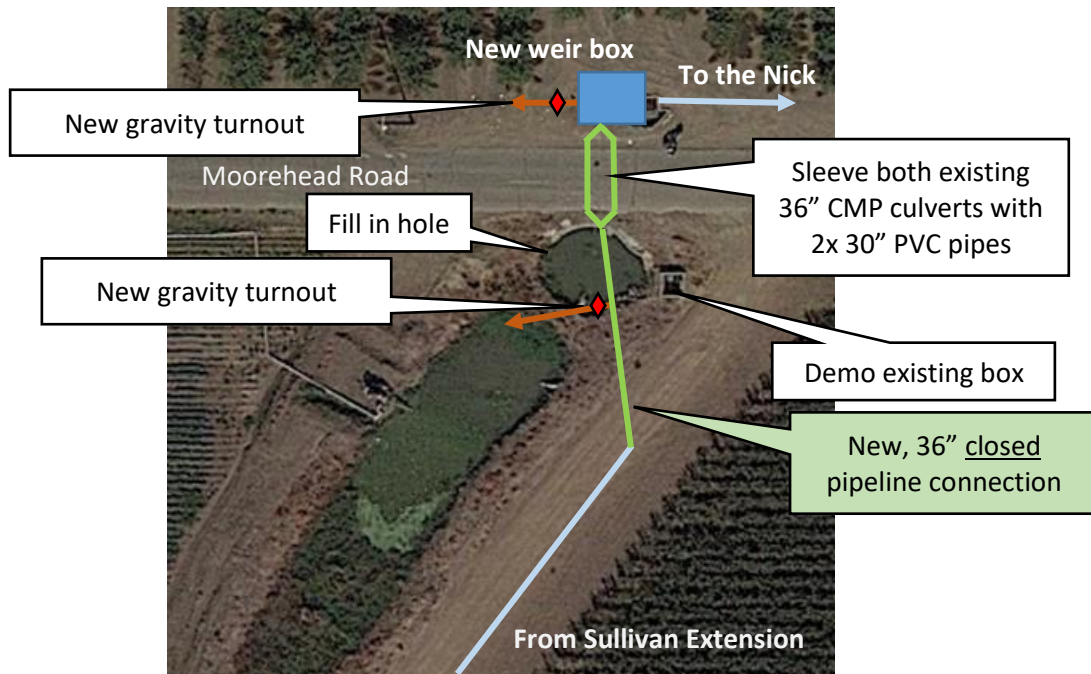 New weir box
To the Nick
New gravity turnout
Moorehead Road
Sleeve both existing
36” CMP culverts with
2x 30” PVC pipes
Fill in hole
New gravity turnout
Demo existing box
New, 36” closed
pipeline connection
From Sullivan Extension